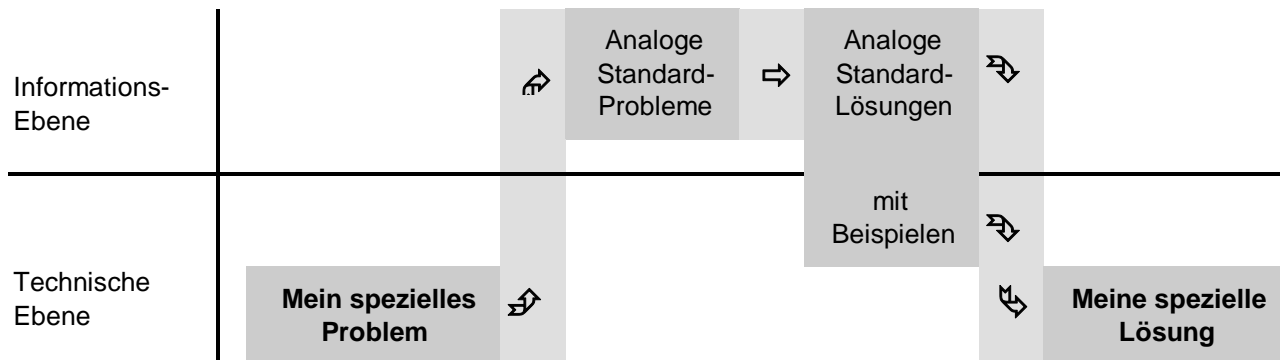 Informations-
Ebene
Analoge
Standard-
Probleme
Analoge
Standard-
Lösungen
mit
Beispielen
Technische
Ebene
Mein spezielles
Problem
Meine spezielle
Lösung